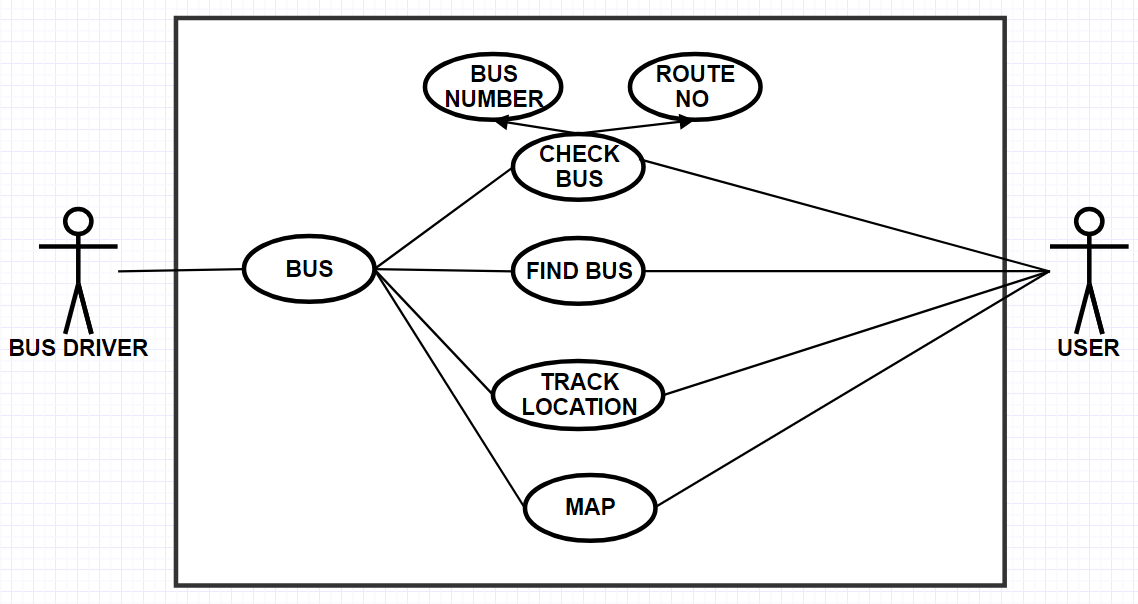 BUS
NUMBER
ROUTE
NO
CHECK
BUS
BUS
FIND BUS
BUS DRIVER
USER
TRACK
LOCATION
MAP